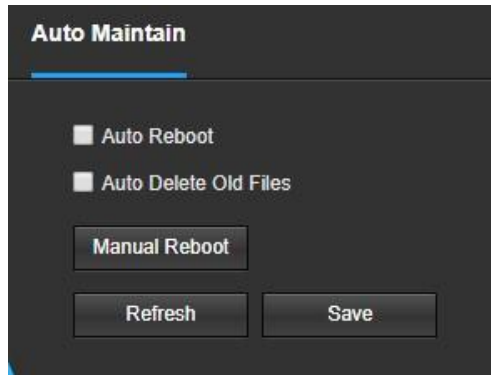 Auto Maintain
Auto Reboot
Auto Delete Old Files
Manual Reboot
Refresh Save